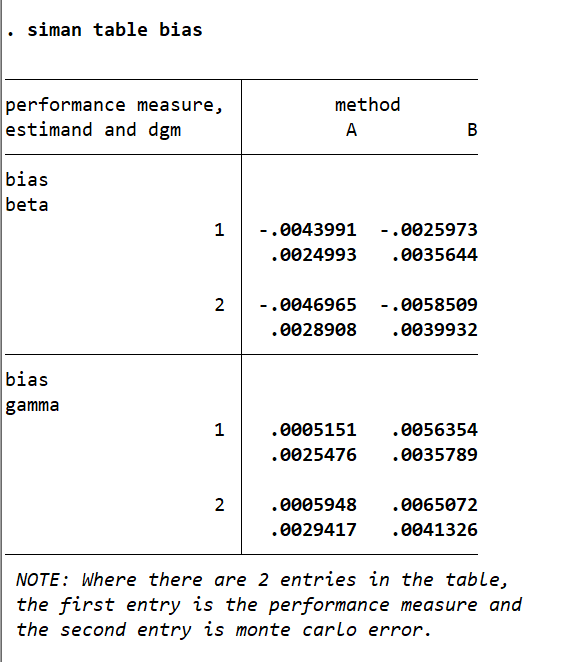 . siman table bias
performance measure, method
estimand and dgm A B
bias
beta
1 -.0043991 -.0025973
.0024993 .0035644
2 -.0046965 -.0058509
.0028908 .0039932
bias
gamma
1 .0005151 .0056354
.0025476 .0035789
2 .0005948 .0065072
.0029417 .0041326
NOTE: Where there are 2 entries in the table,
the first entry is the performance measure and
the second entry is monte carlo error.